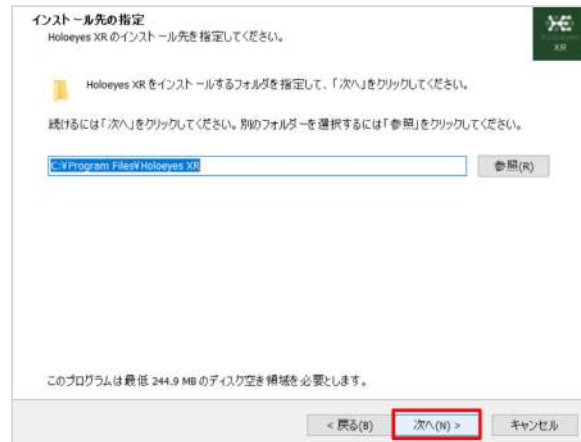 インストール先の指定
Holoeyes XR のインストール先を指定してください。
XR
Holoeyes XR をインストールするフォルダを指定して、「次へ」をクリックしてください。
続けるには「次へ」をクリックしてください。別のフォルダーを選択するには「参照」をクリックしてください。
C:¥Program Files¥Holoeyes XR
参照(R)
このプログラムは最低 244.9 MB のディスク空き領域を必要とします。
< 戻る(B)
次へ(N) >
キャンセル